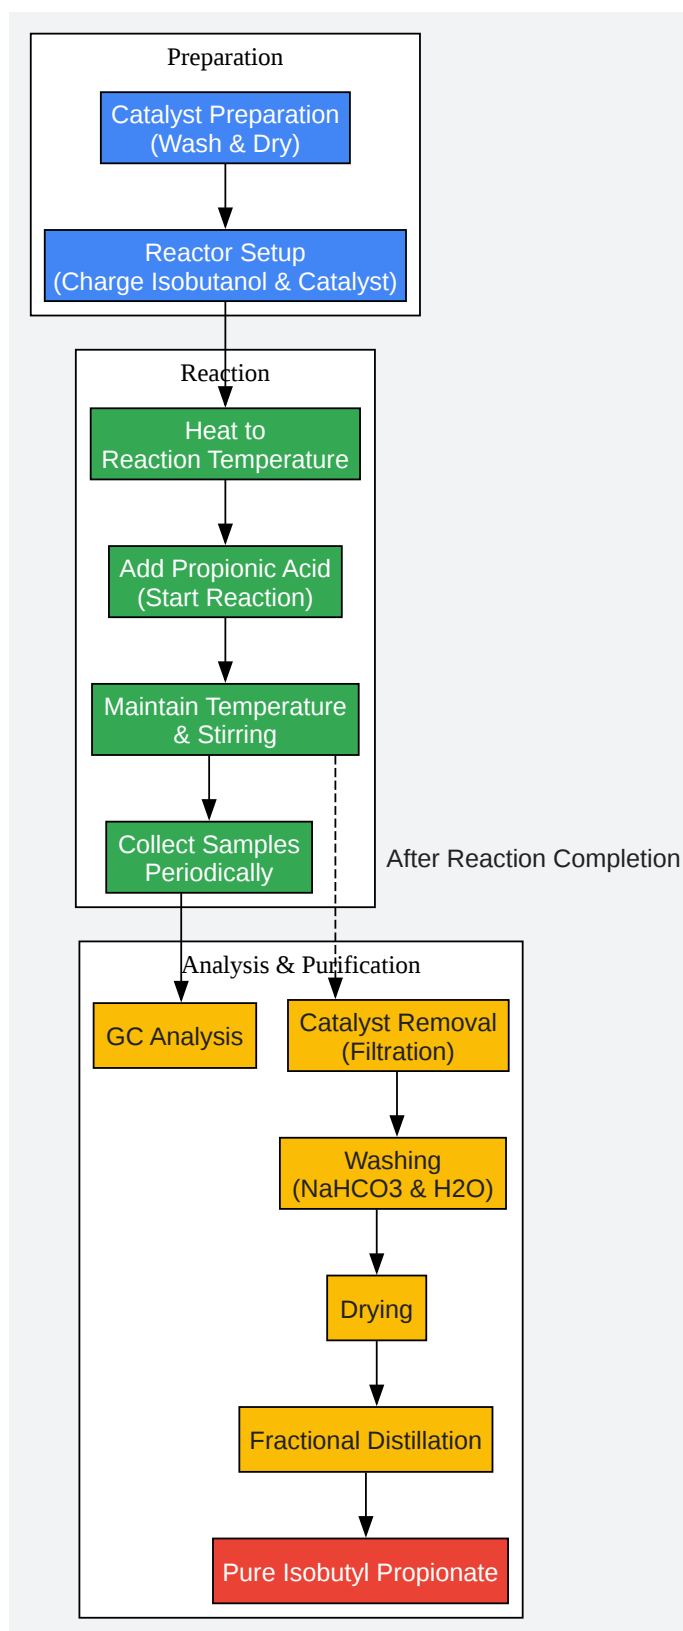 Preparation
Catalyst Preparation
(Wash & Dry)
Reactor Setup
(Charge Isobutanol & Catalyst)
Reaction
Heat to
Reaction Temperature
Add Propionic Acid
(Start Reaction)
Maintain Temperature
& Stirring
Collect Samples
Periodically
After Reaction Completion
Analysis & Purification
GC Analysis
Catalyst Removal
(Filtration)
Washing
(NaHCO3 & H2O)
Drying
Fractional Distillation
Pure Isobutyl Propionate